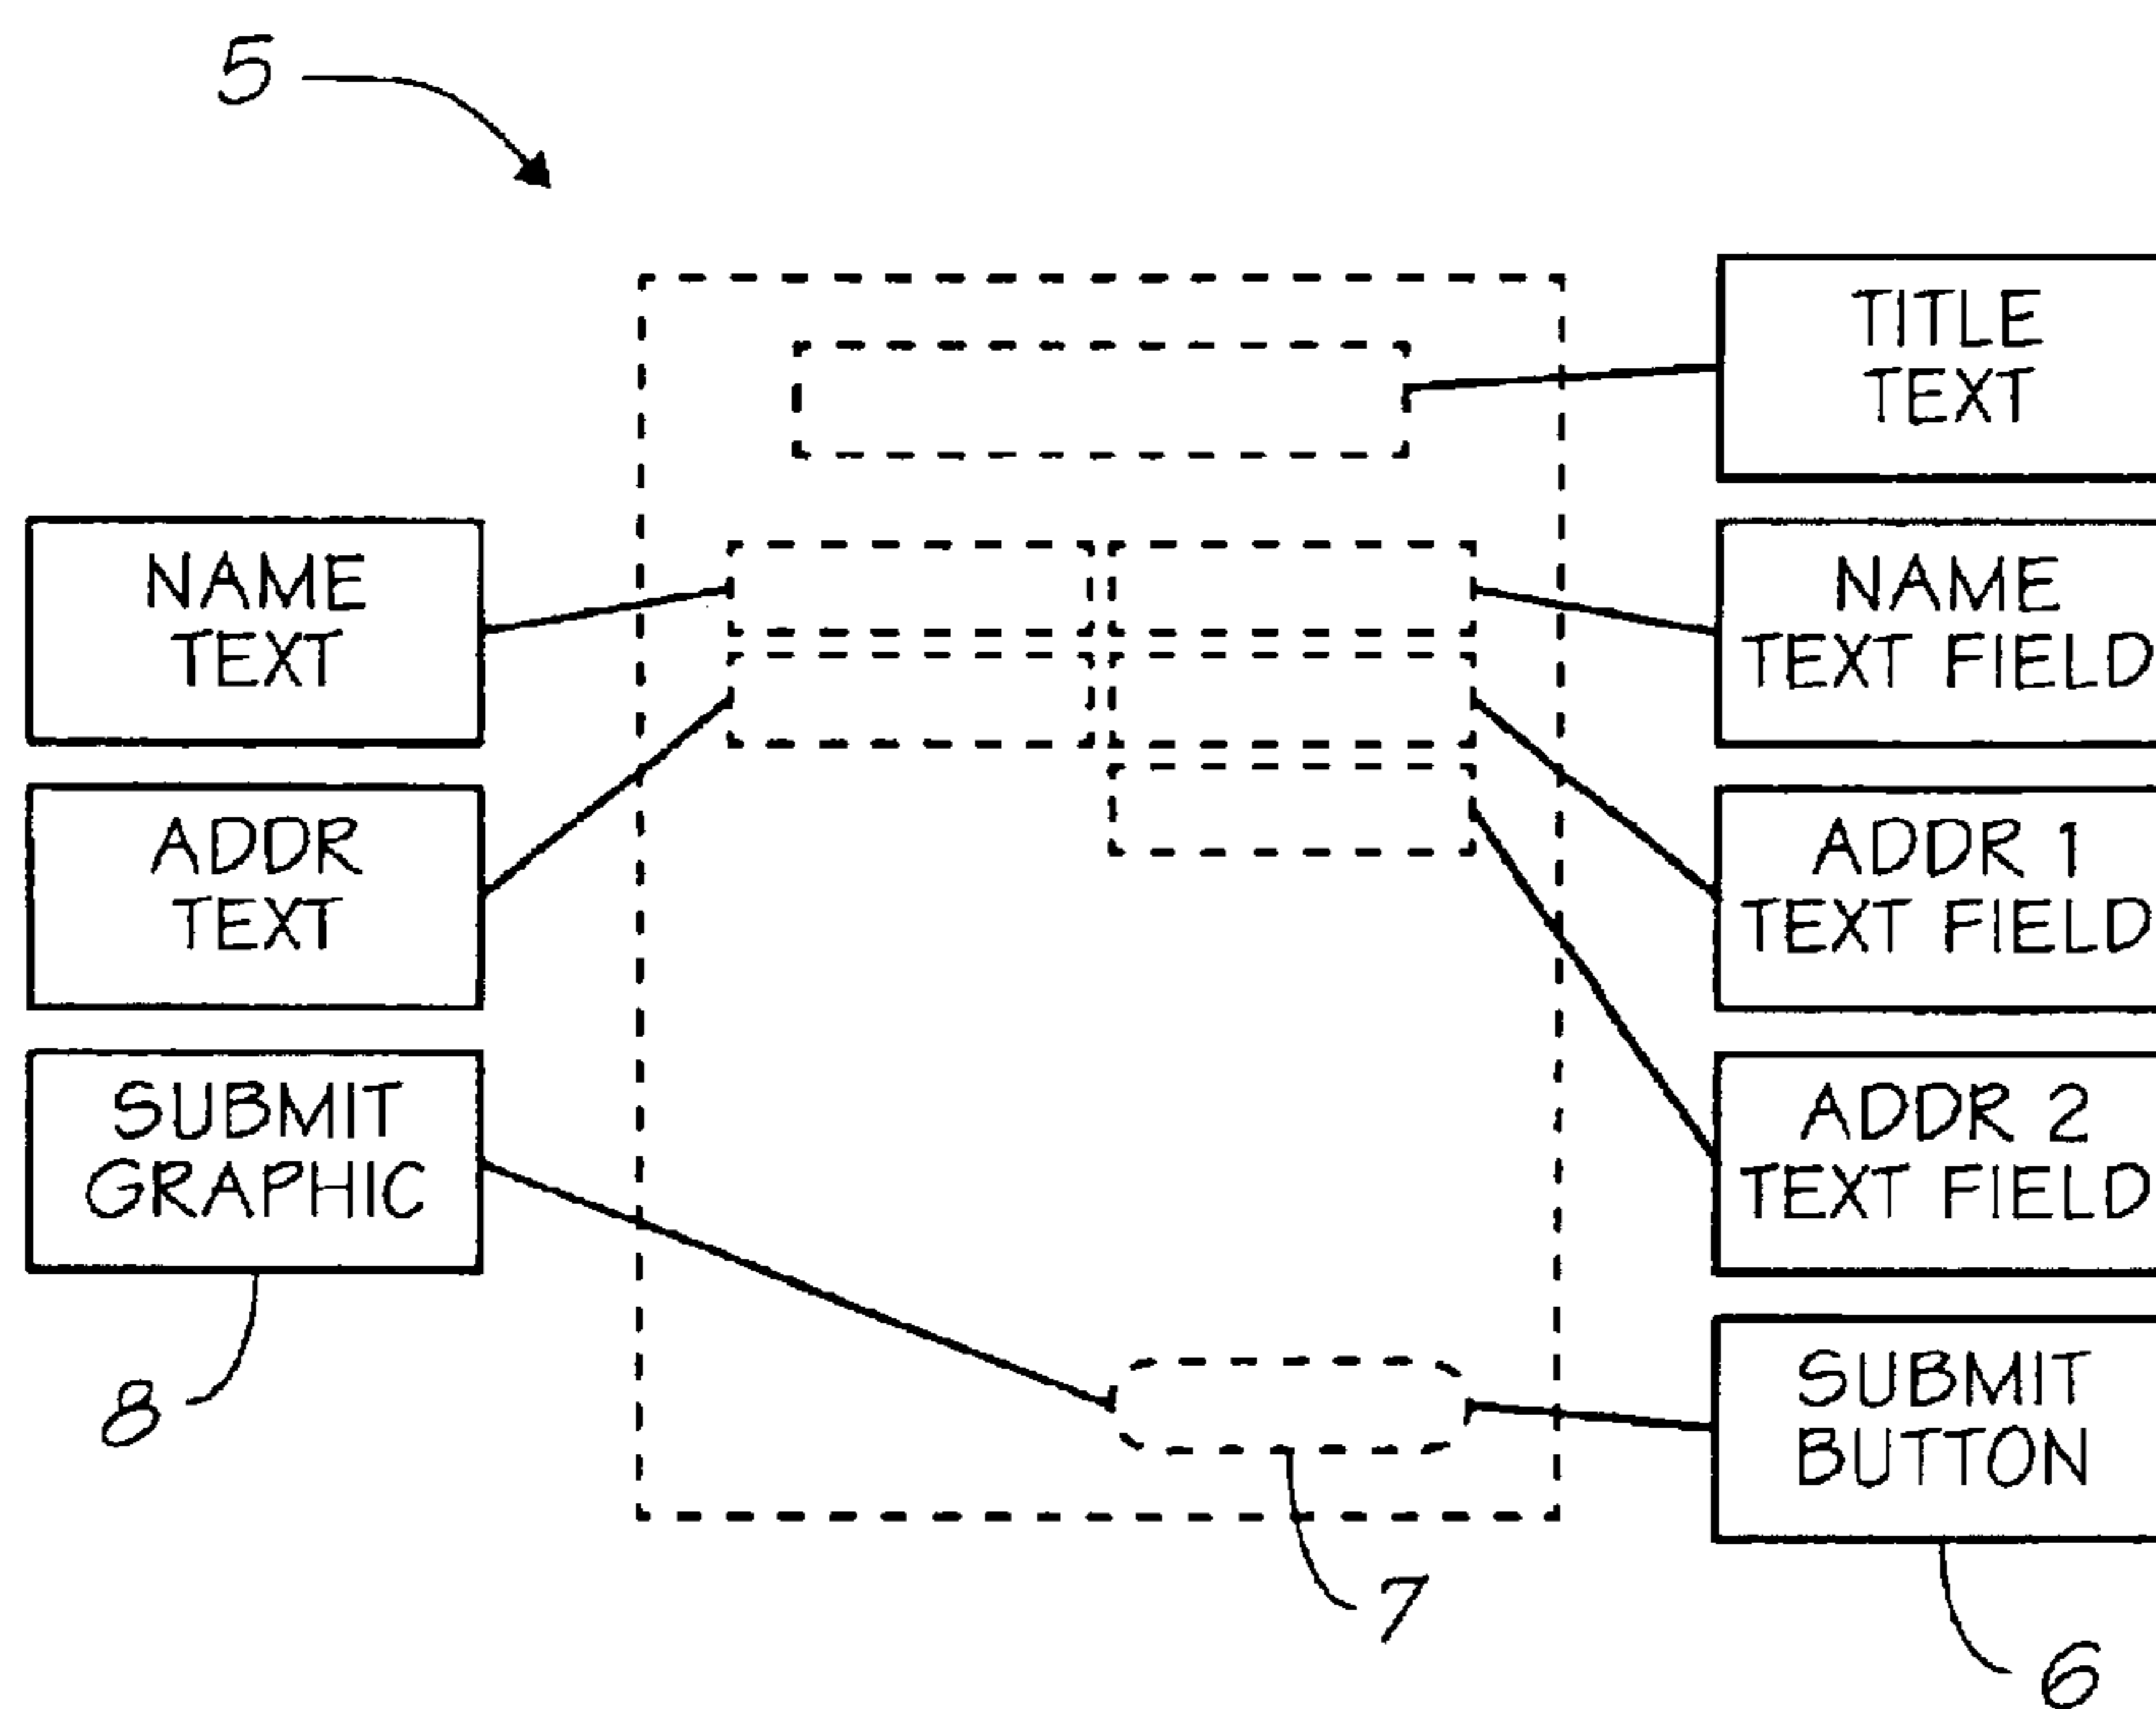 5
TITLE
TEXT
NAME
TEXT
NAME
TEXT FIELD
ADDR
TEXT
ADDR 1
TEXT FIELD
SUBMIT
GRAPHIC
ADDR 2
TEXT FIELD
8
SUBMIT
BUTTON
7
6